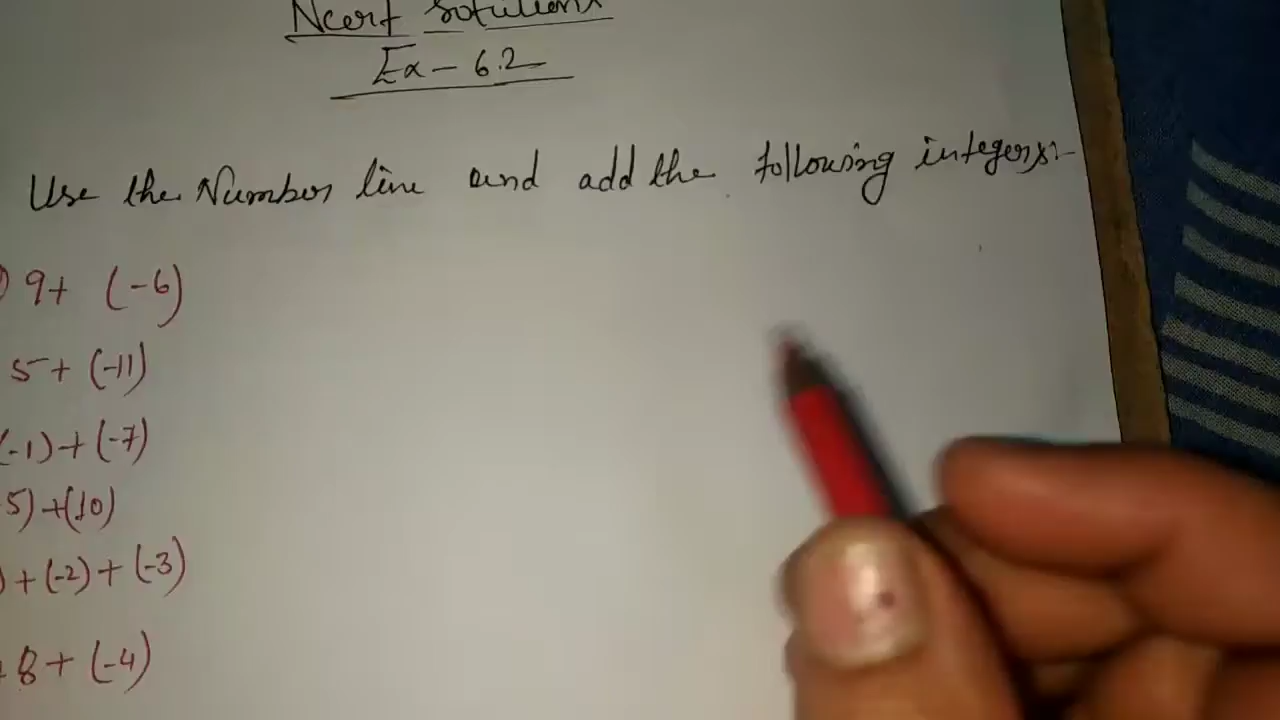 Ncert Solutions
Ex - 6.2
Use the Number line and add the following integers:-
) 9+ (-6)
5+ (-11)
(-1)+(-7)
5)+(10)
)+(-2)+(-3)
8+(-4)